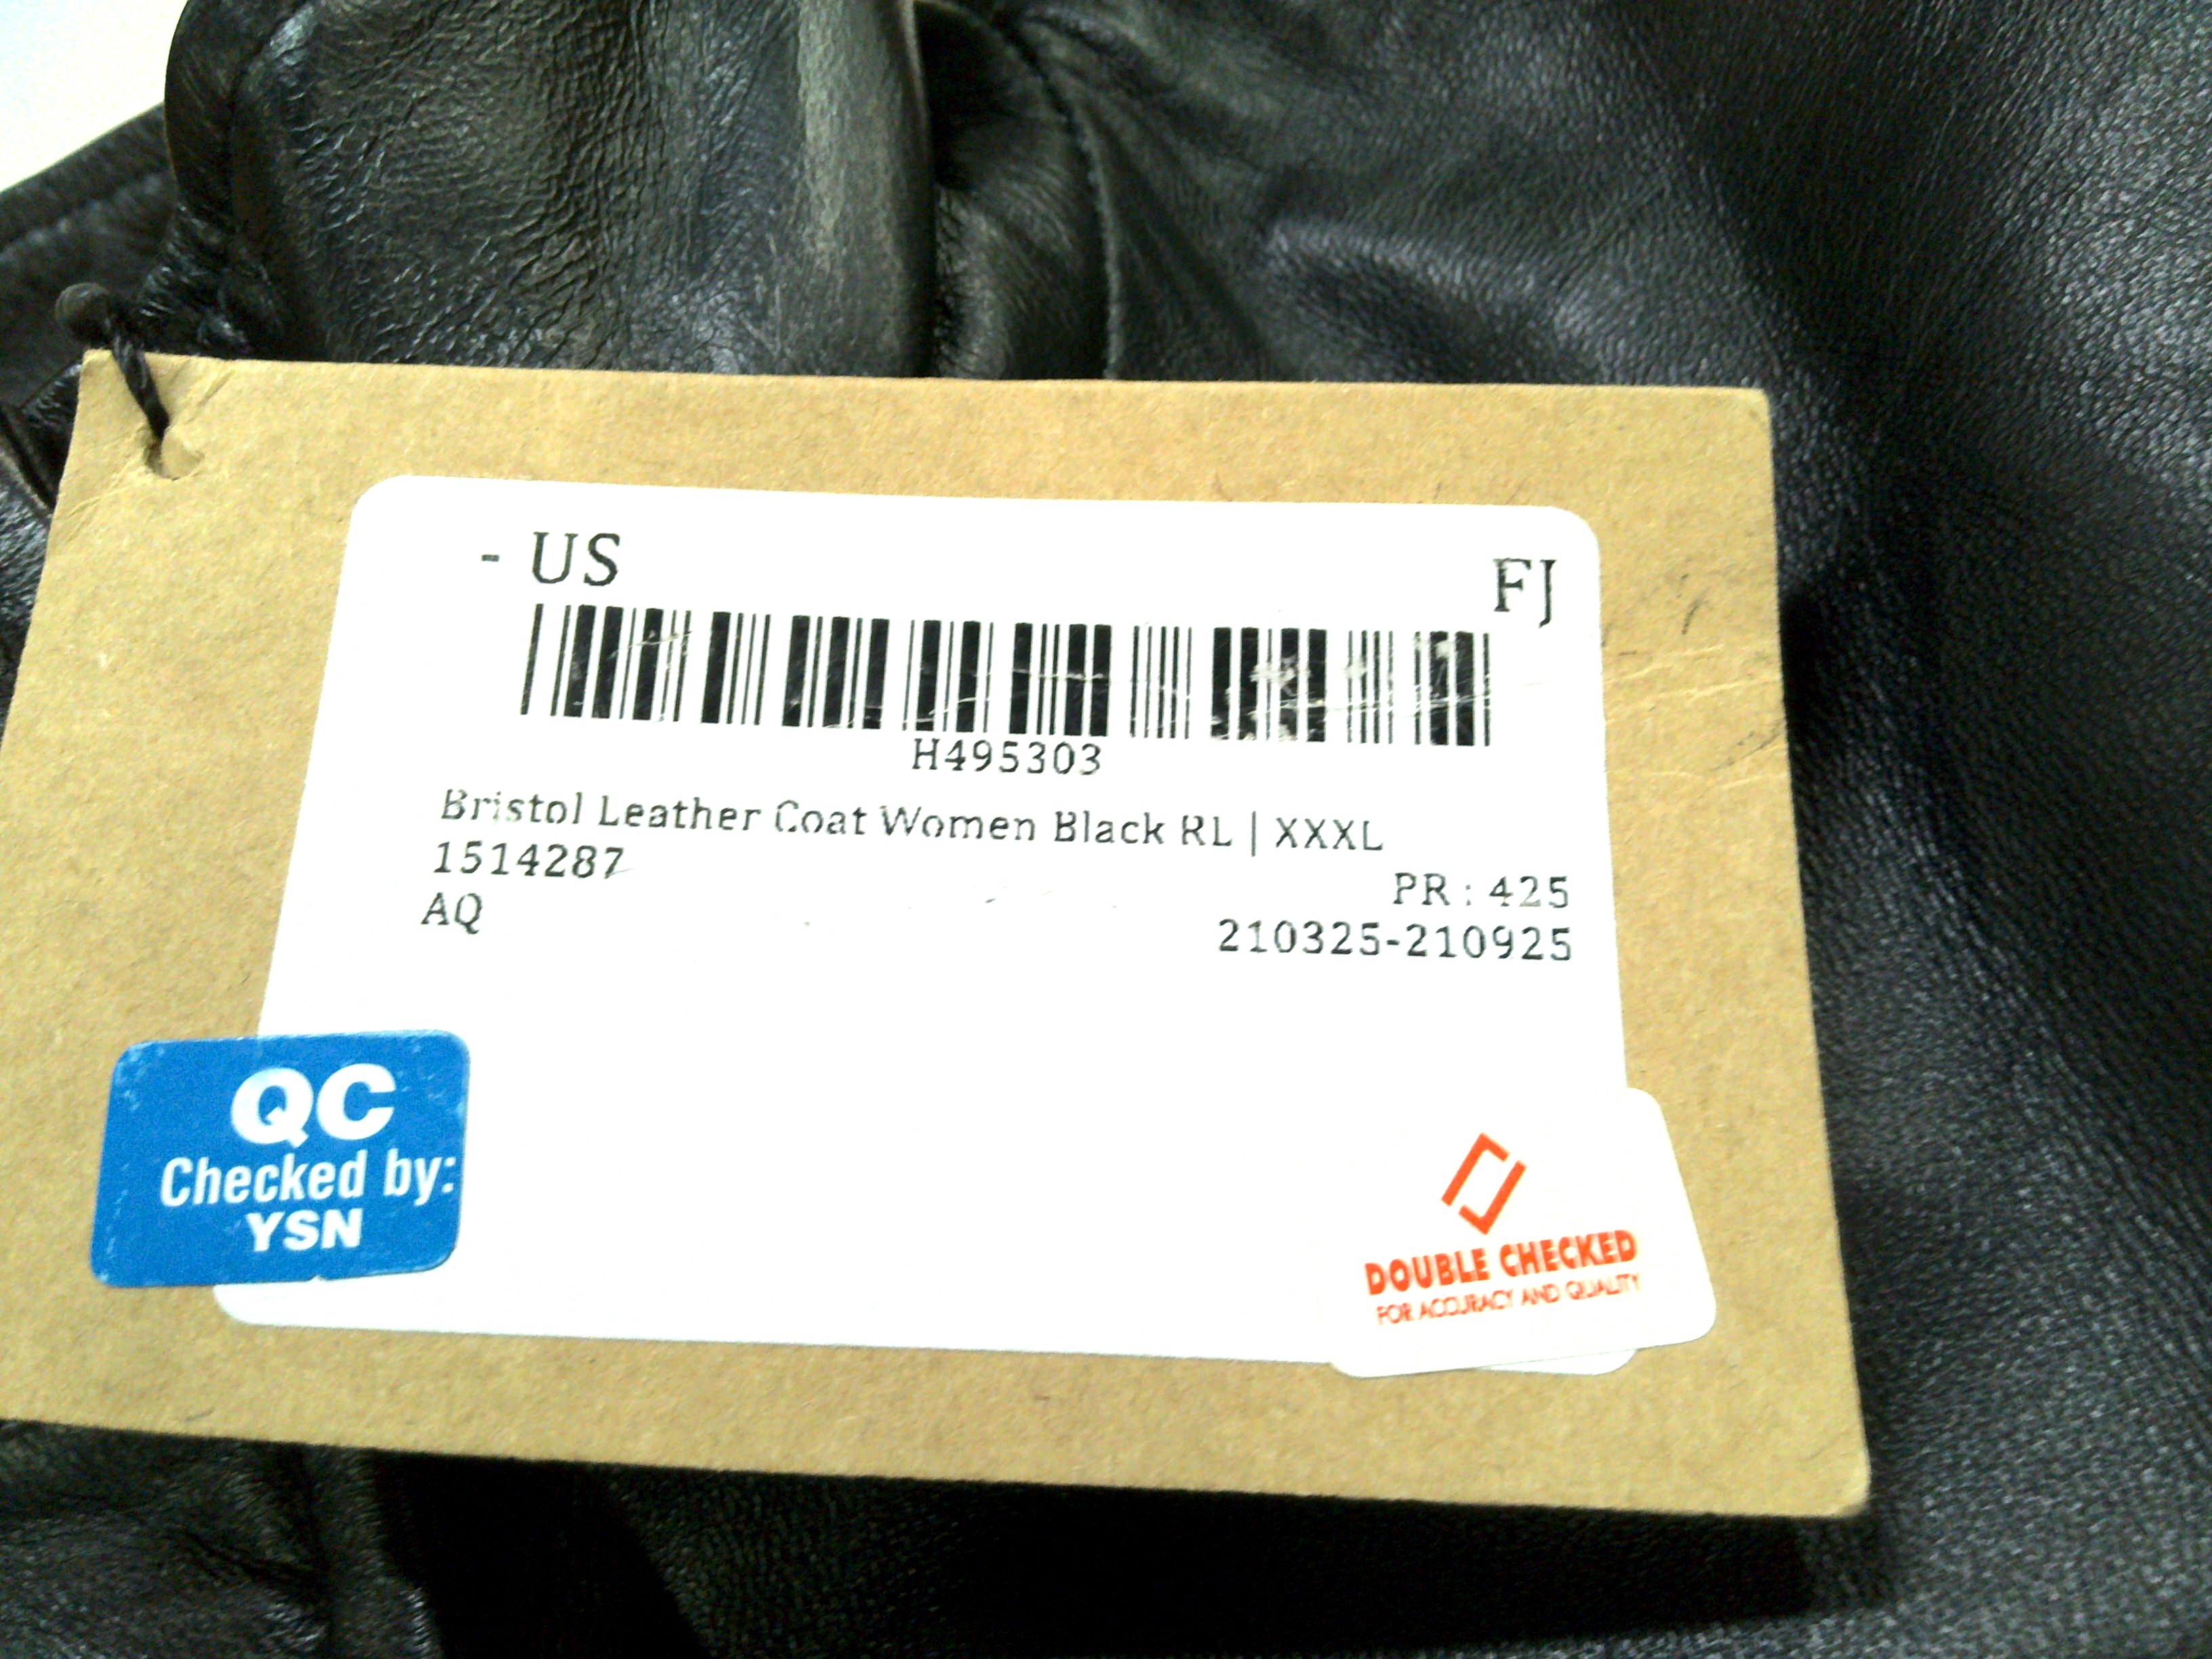 - US FJ
H495303
Bristol Leather Coat Women Black RL | XXXL
1514287
PR : 425
AQ
210325-210925
QC
Checked by:
YSN
DOUBLE CHECKED
FOR ACCURACY AND QUALITY